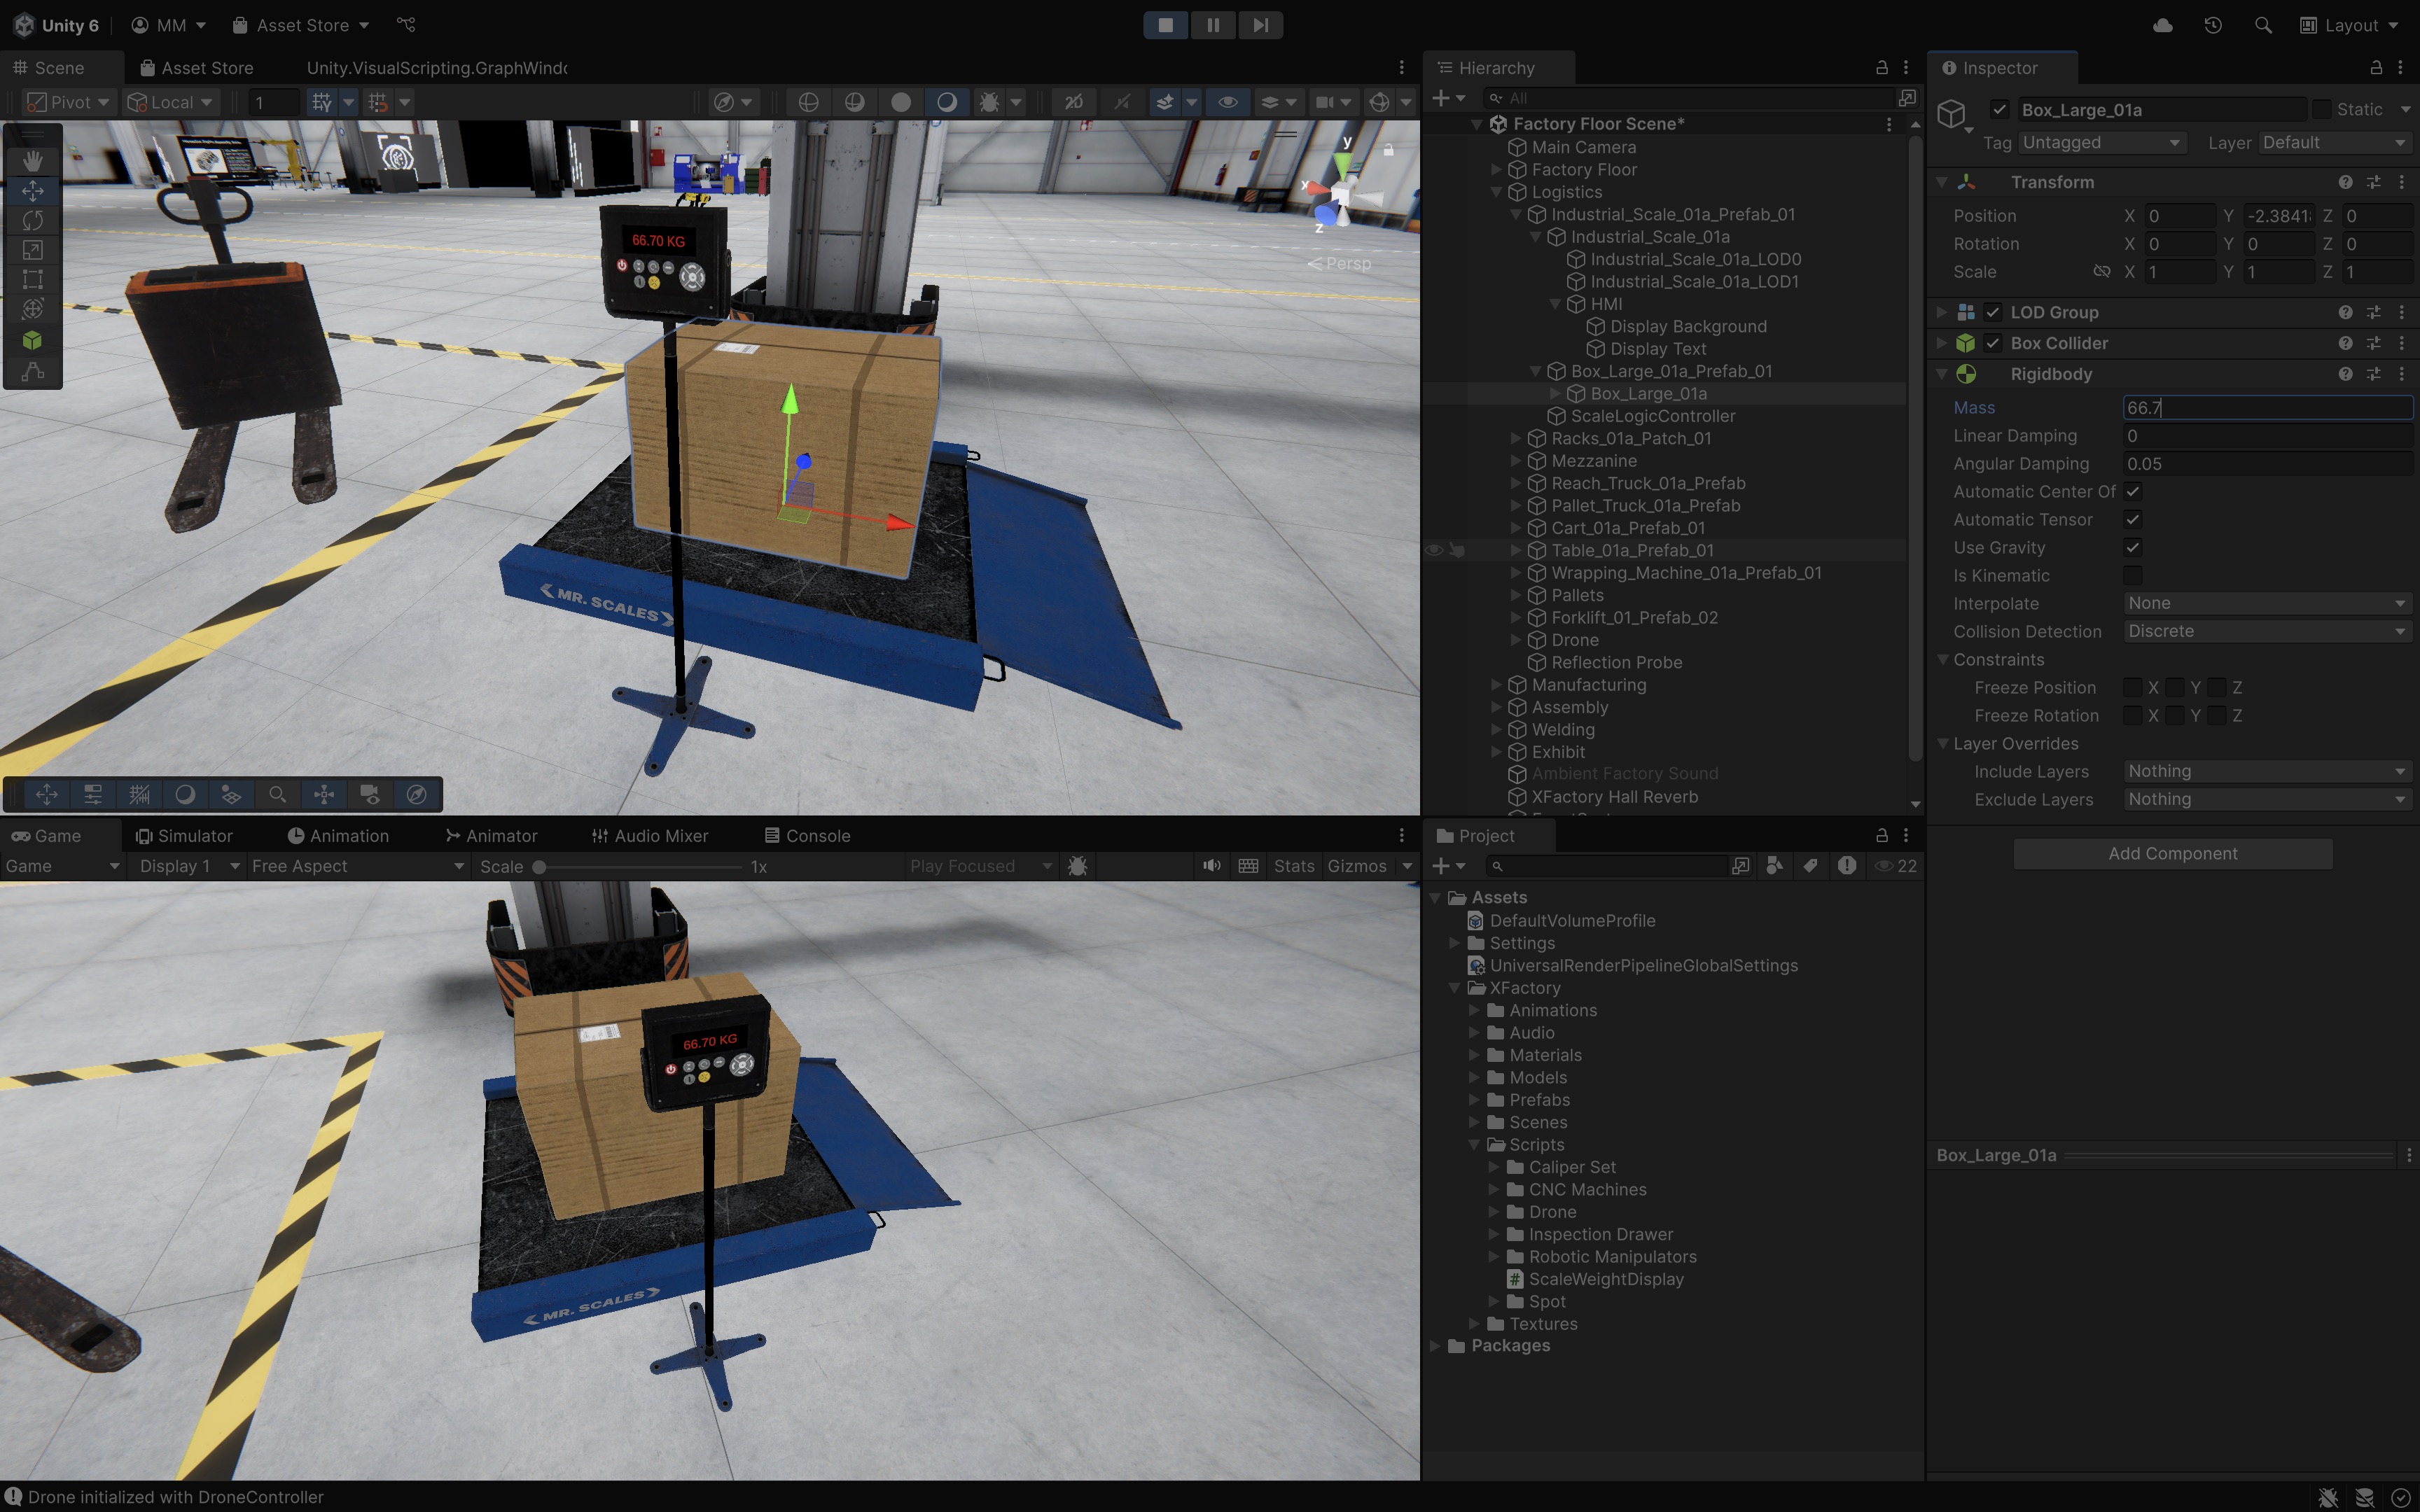 Unity 6
MM
Asset Store
Layout
Scene
Asset Store
Unity.VisualScripting.GraphWind
Pivot
Local
1
2D
y
x
z
Persp
66.70 KG
MR. SCALES
Game
Simulator
Animation
Animator
Audio Mixer
Console
Game
Display 1
Free Aspect
Scale
1x
Play Focused
Stats
Gizmos
66.70 KG
MR. SCALES
Drone initialized with DroneController
Hierarchy
All
Factory Floor Scene*
Main Camera
Factory Floor
Logistics
Industrial_Scale_01a_Prefab_01
Industrial_Scale_01a
Industrial_Scale_01a_LOD0
Industrial_Scale_01a_LOD1
HMI
Display Background
Display Text
Box_Large_01a_Prefab_01
Box_Large_01a
ScaleLogicController
Racks_01a_Patch_01
Mezzanine
Reach_Truck_01a_Prefab
Pallet_Truck_01a_Prefab
Cart_01a_Prefab_01
Table_01a_Prefab_01
Wrapping_Machine_01a_Prefab_01
Pallets
Forklift_01_Prefab_02
Drone
Reflection Probe
Manufacturing
Assembly
Welding
Exhibit
Ambient Factory Sound
XFactory Hall Reverb
Project
22
Assets
DefaultVolumeProfile
Settings
UniversalRenderPipelineGlobalSettings
XFactory
Animations
Audio
Materials
Models
Prefabs
Scenes
Scripts
Caliper Set
CNC Machines
Drone
Inspection Drawer
Robotic Manipulators
ScaleWeightDisplay
Spot
Textures
Packages
Inspector
Box_Large_01a
Static
Tag Untagged Layer Default
Transform
Position X 0 Y -2.3841 Z 0
Rotation X 0 Y 0 Z 0
Scale X 1 Y 1 Z 1
LOD Group
Box Collider
Rigidbody
Mass 66.7
Linear Damping 0
Angular Damping 0.05
Automatic Center Of
Automatic Tensor
Use Gravity
Is Kinematic
Interpolate None
Collision Detection Discrete
Constraints
Freeze Position X Y Z
Freeze Rotation X Y Z
Layer Overrides
Include Layers Nothing
Exclude Layers Nothing
Add Component
Box_Large_01a